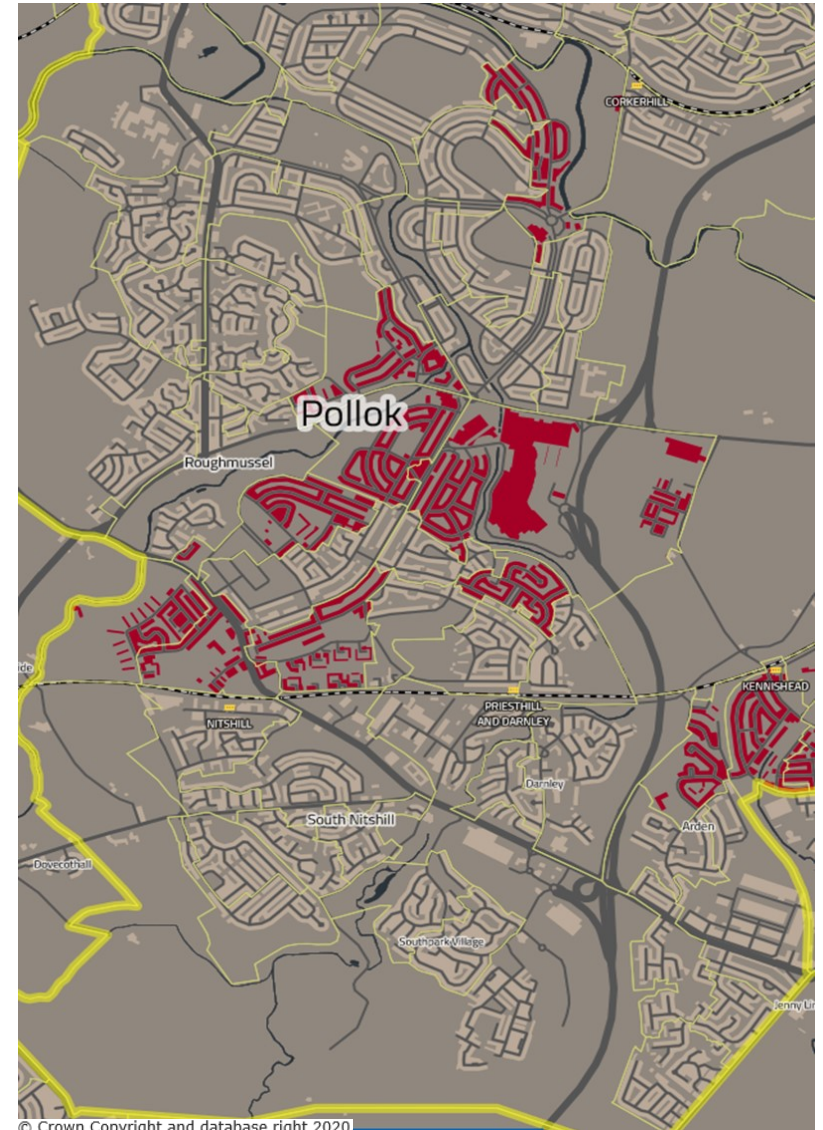 CORKERHILL
Pollok
Roughmussel
KENNISHEAD
PRIESTHILL
AND DARNLEY
NITSHILL
Darnley
South Nitshill
Arden
Dovecothall
Southpark Village
© Crown Copyright and database right 2020